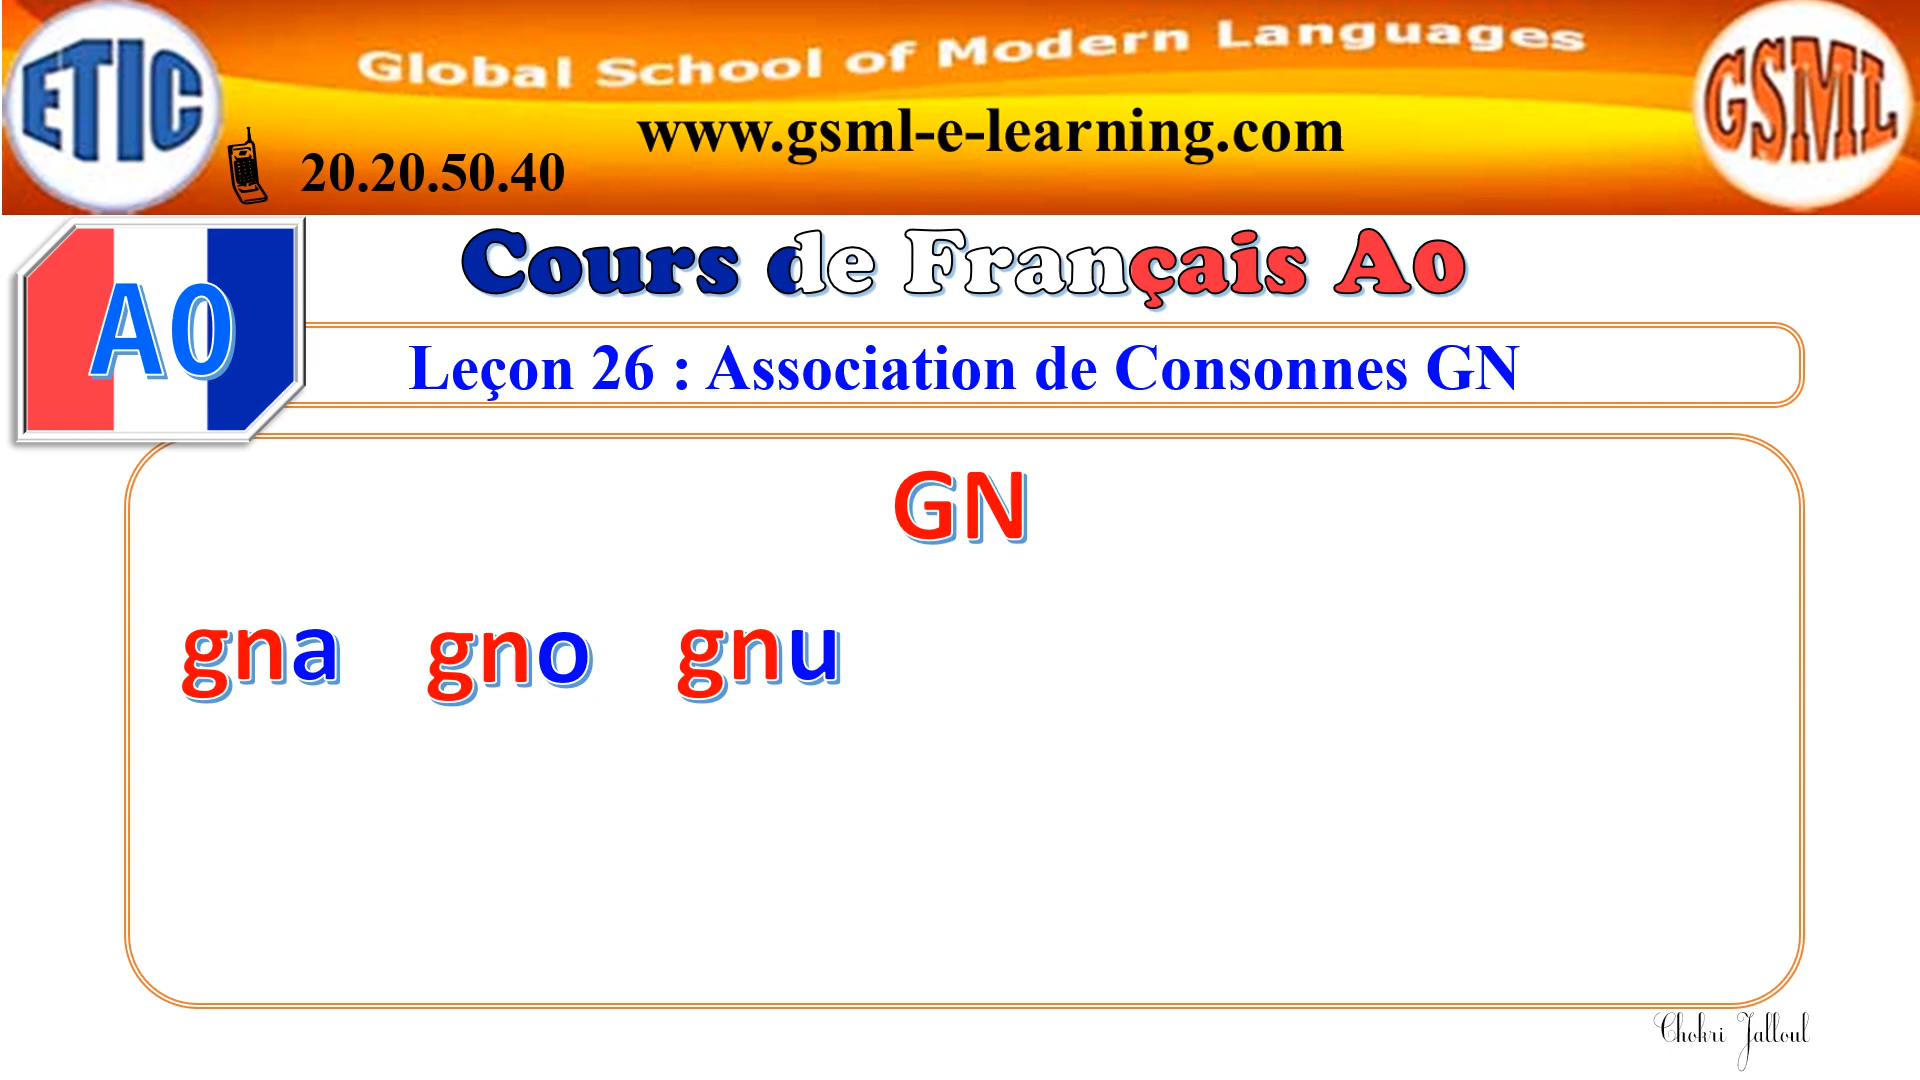 ETIC
Global School of Modern Languages
GSML
www.gsml-e-learning.com
20.20.50.40
A0
Cours de Français A0
Leçon 26 : Association de Consonnes GN
GN
gna gno gnu
Chokri Jalloul